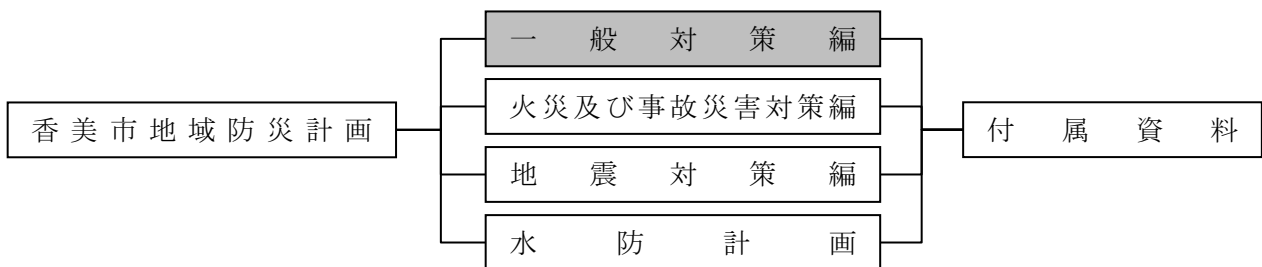 香美市地域防災計画
一般対策編
火災及び事故災害対策編
地震対策編
水防計画
付属資料